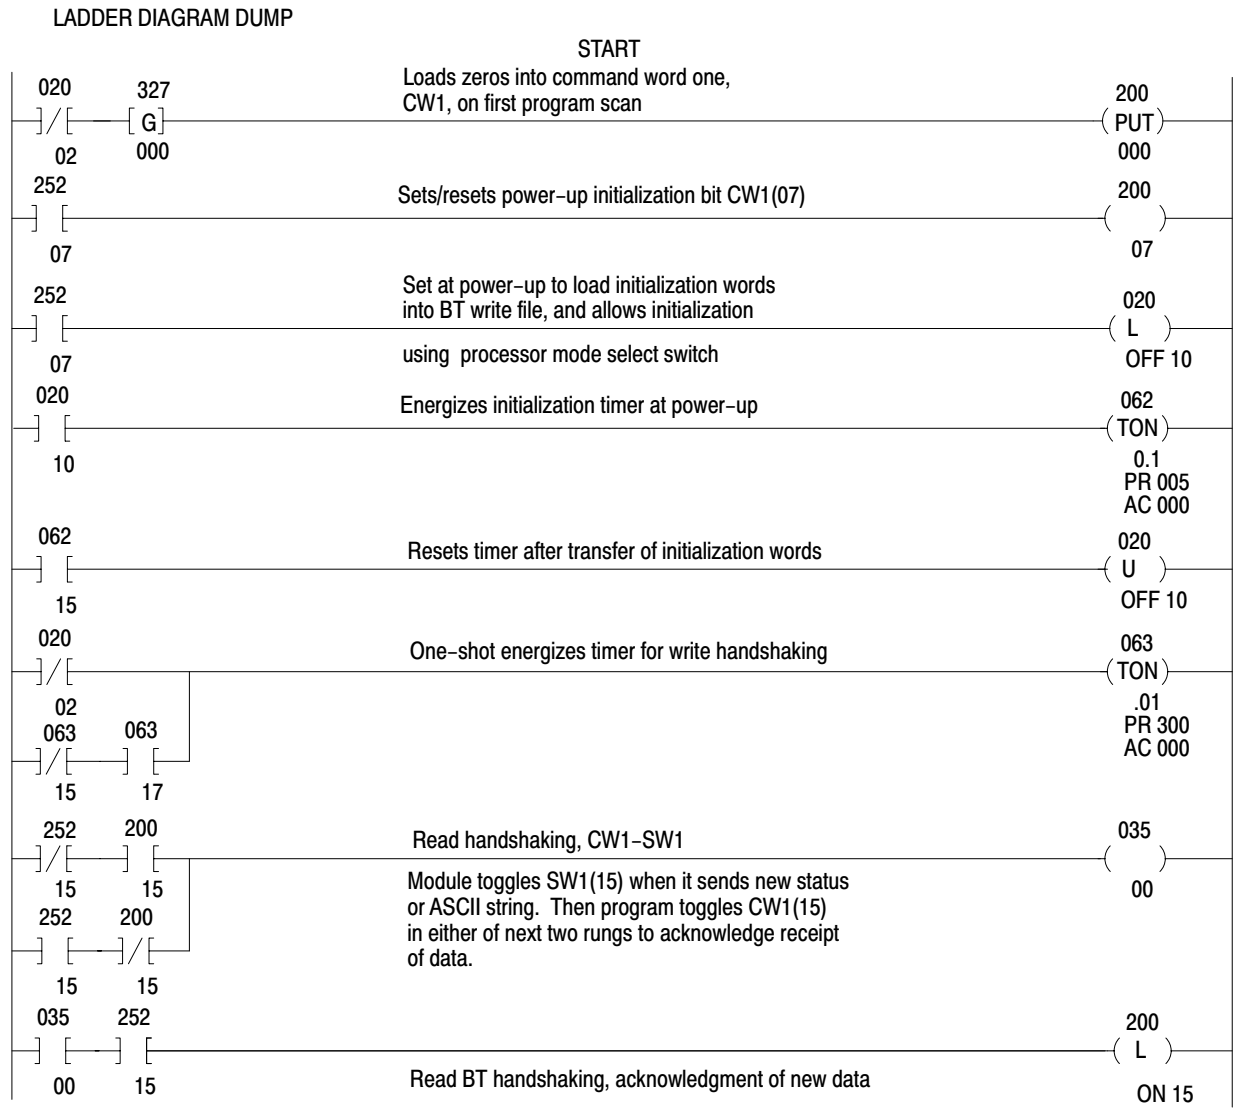 LADDER DIAGRAM DUMP
START
020 327 Loads zeros into command word one, 200
CW1, on first program scan
G PUT
02 000 000
252 Sets/resets power-up initialization bit CW1(07) 200
07 07
252 Set at power-up to load initialization words 020
into BT write file, and allows initialization
L
07 using processor mode select switch OFF 10
020 Energizes initialization timer at power-up 062
TON
10 0.1
PR 005
AC 000
062 Resets timer after transfer of initialization words 020
U
15 OFF 10
020 One-shot energizes timer for write handshaking 063
TON
02 .01
063 063 PR 300
AC 000
15 17
252 200 Read handshaking, CW1-SW1 035
15 15 00
Module toggles SW1(15) when it sends new status
or ASCII string. Then program toggles CW1(15)
252 200 in either of next two rungs to acknowledge receipt
of data.
15 15
035 252 200
L
00 15 Read BT handshaking, acknowledgment of new data ON 15